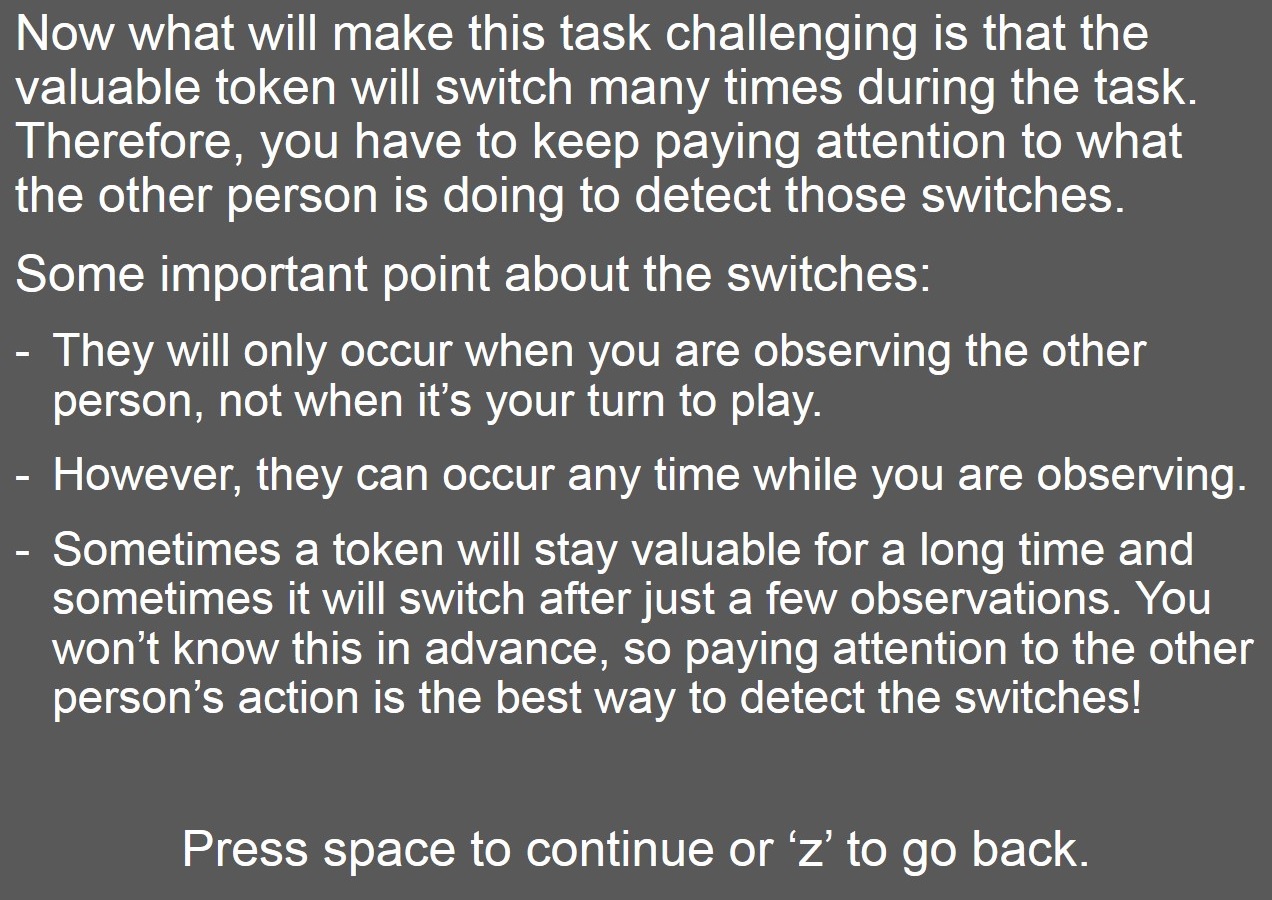 Now what will make this task challenging is that the
valuable token will switch many times during the task.
Therefore, you have to keep paying attention to what
the other person is doing to detect those switches.
Some important point about the switches:
- They will only occur when you are observing the other
person, not when it’s your turn to play.
- However, they can occur any time while you are observing.
- Sometimes a token will stay valuable for a long time and
sometimes it will switch after just a few observations. You
won’t know this in advance, so paying attention to the other
person’s action is the best way to detect the switches!
Press space to continue or ‘z’ to go back.